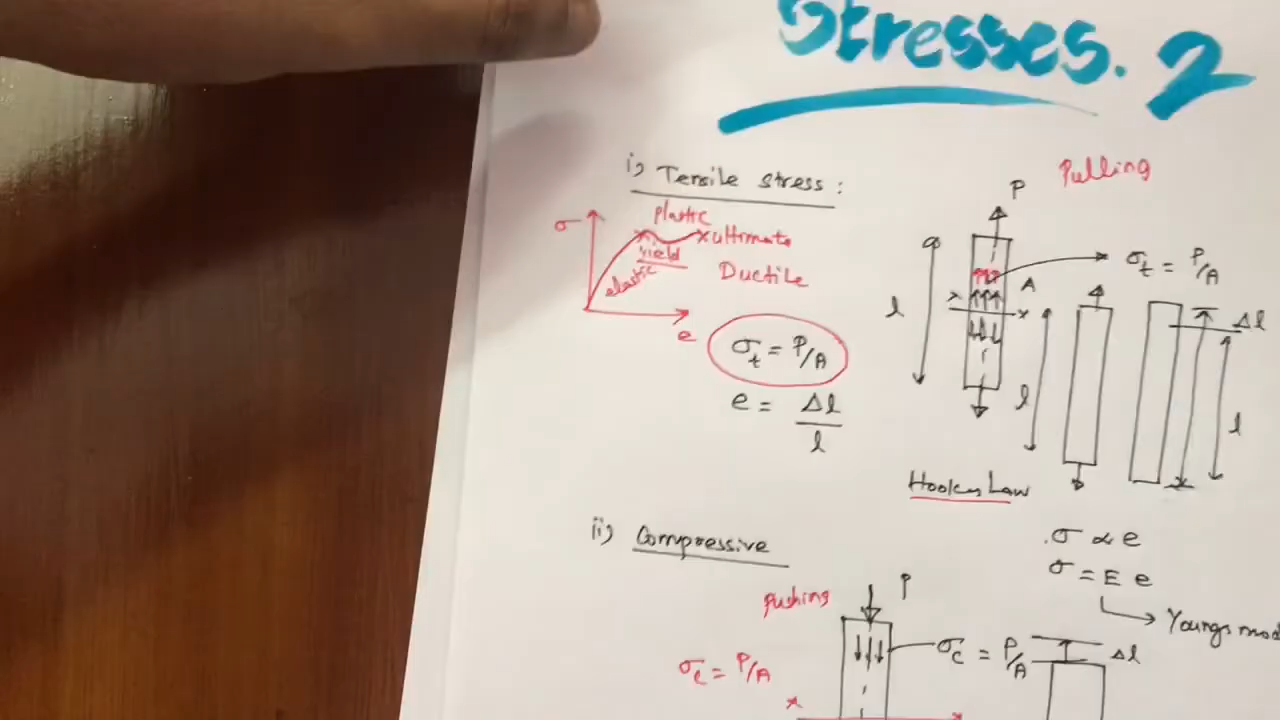 Stresses. 2
i) Tensile stress:
Pulling
P
σ
plastic
ultimate
yield
elastic
Ductile
e
σt = P/A
e = Δl
l
l
A
x
x
σt = P/A
l
Δl
l
Hookes Law
σ ∝ e
σ = E e
Youngs mod
ii) Compressive
pushing
P
σc = P/A
σc = P/A
Δl
x
x